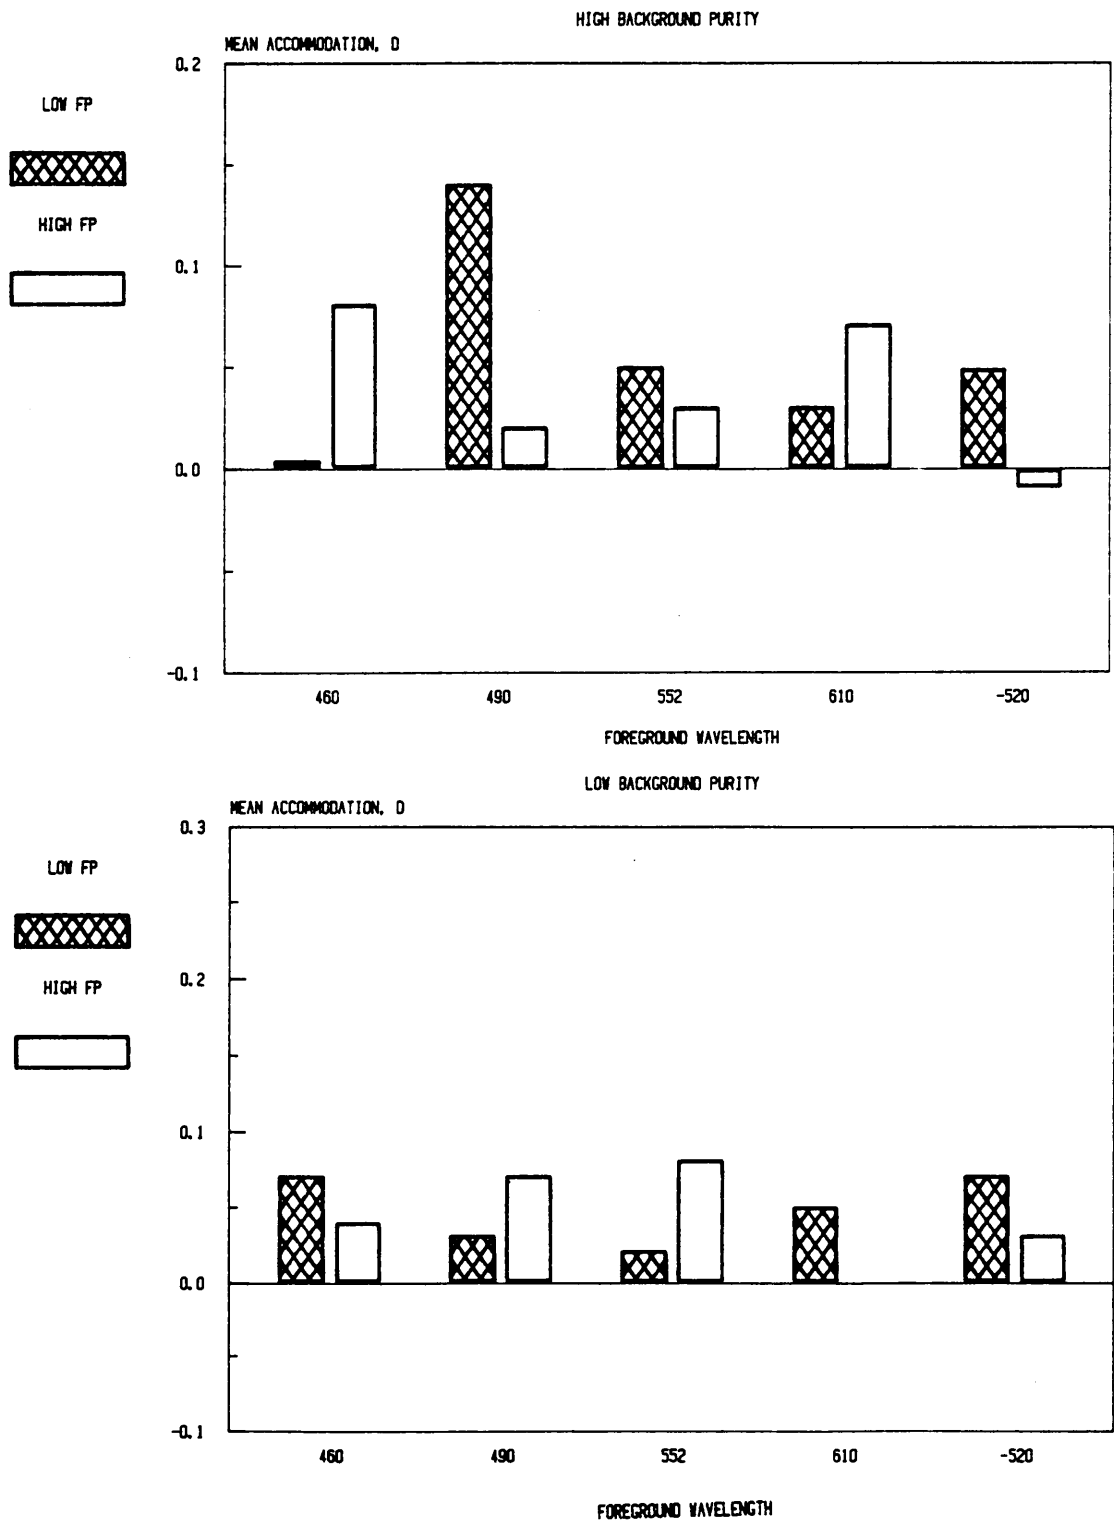 HIGH BACKGROUND PURITY
MEAN ACCOMMODATION, D
0.2
LOW FP
HIGH FP
0.1
0.0
-0.1
460 490 552 610 -520
FOREGROUND WAVELENGTH
LOW BACKGROUND PURITY
MEAN ACCOMMODATION, D
0.3
LOW FP
0.2
HIGH FP
0.1
0.0
-0.1
460 490 552 610 -520
FOREGROUND WAVELENGTH